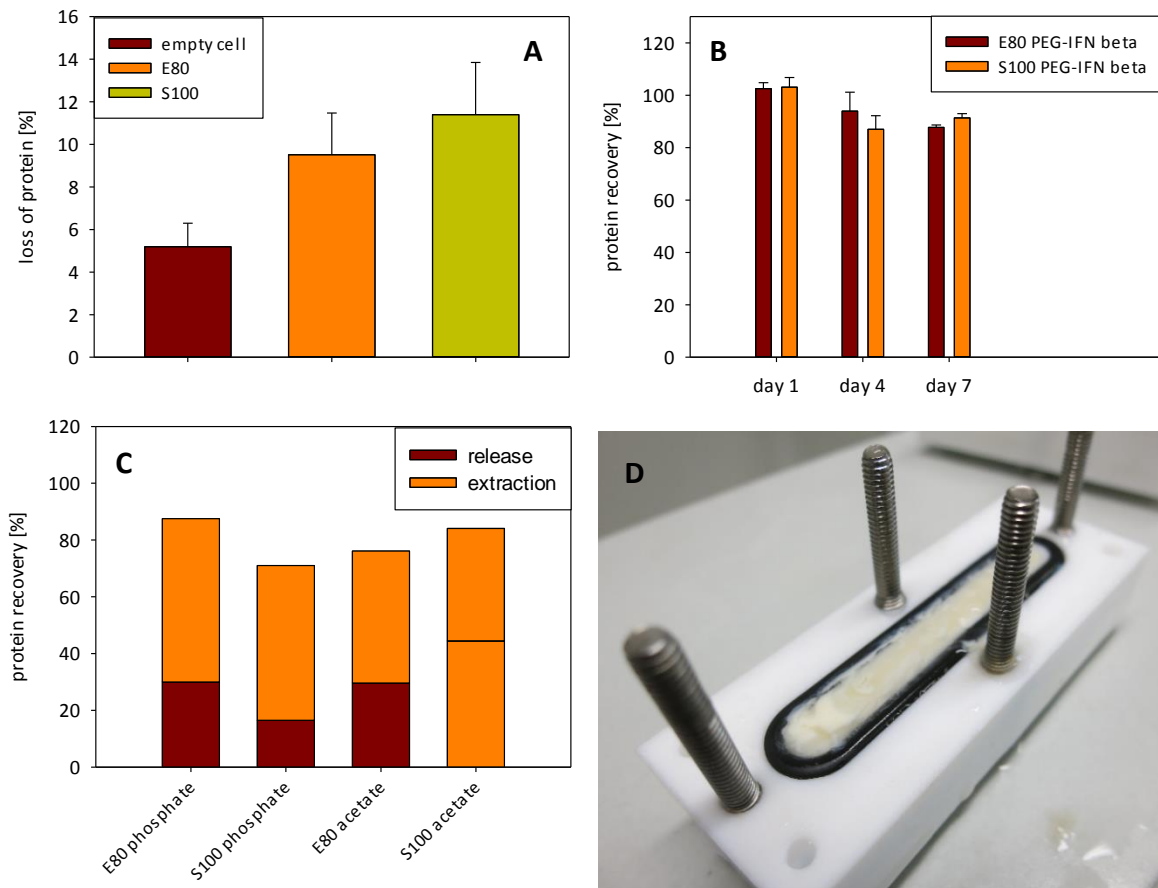 A
empty cell
E80
S100
loss of protein [%]
16
14
12
10
8
6
4
2
0
B
E80 PEG-IFN beta
S100 PEG-IFN beta
protein recovery [%]
120
100
80
60
40
20
0
day 1
day 4
day 7
C
release
extraction
protein recovery [%]
120
100
80
60
40
20
0
E80 phosphate
S100 phosphate
E80 acetate
S100 acetate
D